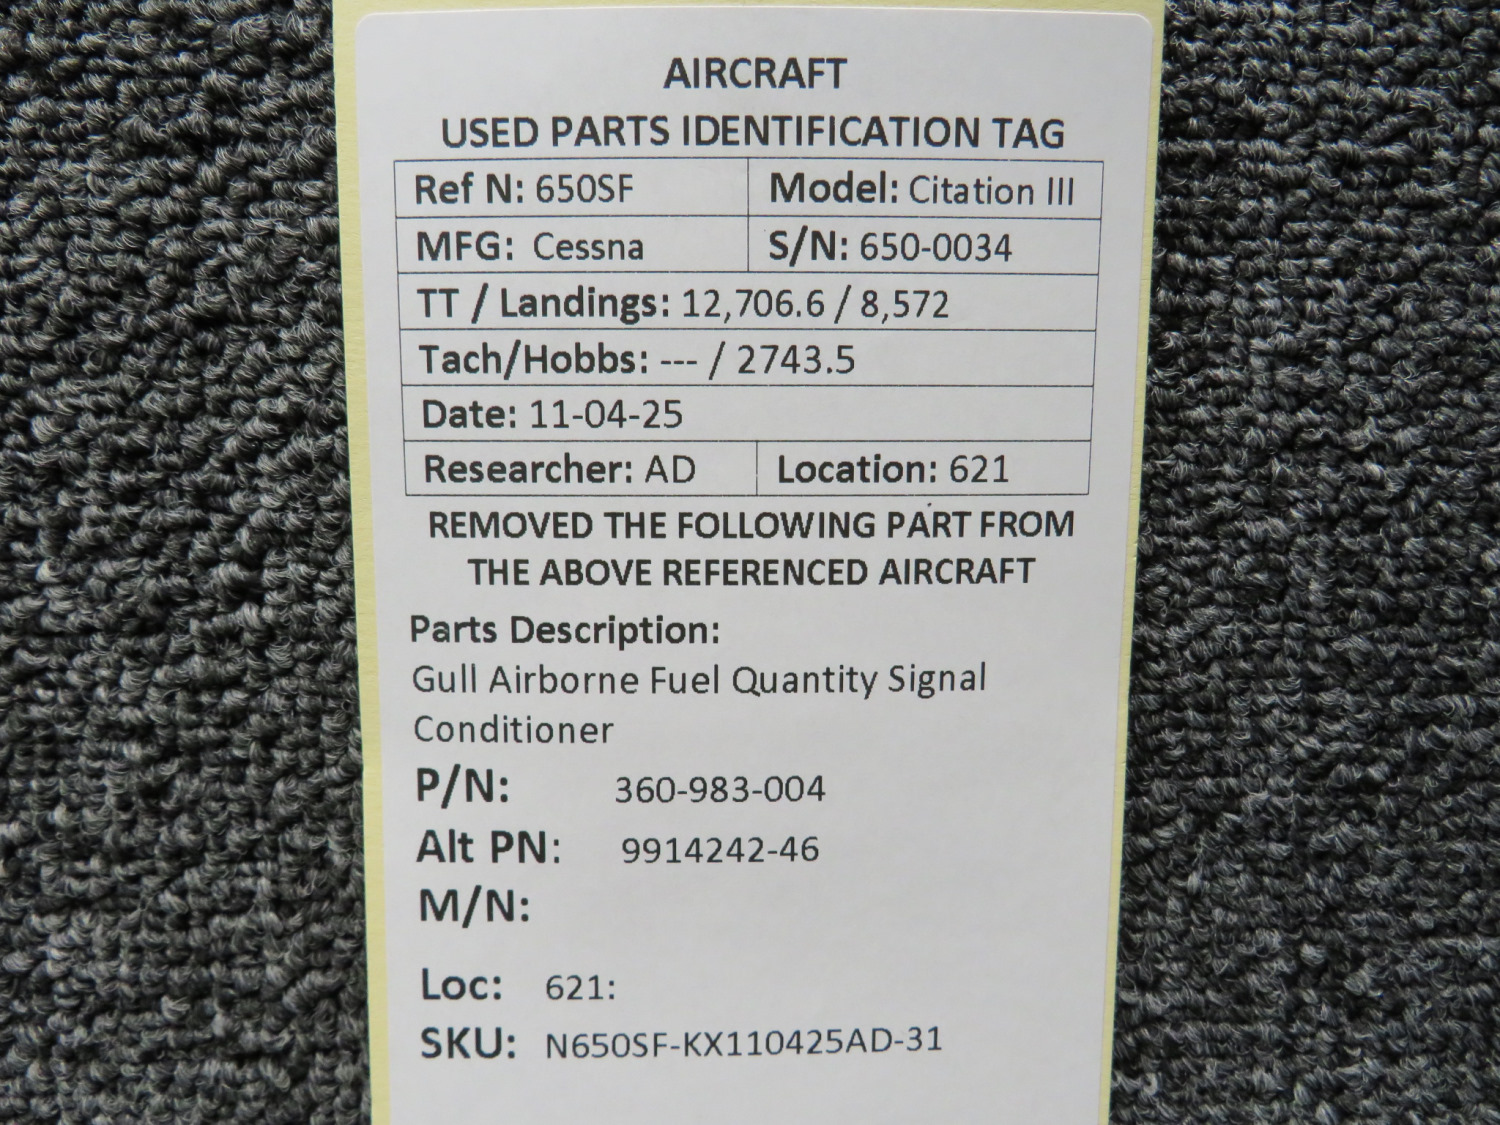 AIRCRAFT
USED PARTS IDENTIFICATION TAG
Ref N: 650SF Model: Citation III
MFG: Cessna S/N: 650-0034
TT / Landings: 12,706.6 / 8,572
Tach/Hobbs: --- / 2743.5
Date: 11-04-25
Researcher: AD Location: 621
REMOVED THE FOLLOWING PART FROM
THE ABOVE REFERENCED AIRCRAFT
Parts Description:
Gull Airborne Fuel Quantity Signal
Conditioner
P/N: 360-983-004
Alt PN: 9914242-46
M/N:
Loc: 621:
SKU: N650SF-KX110425AD-31